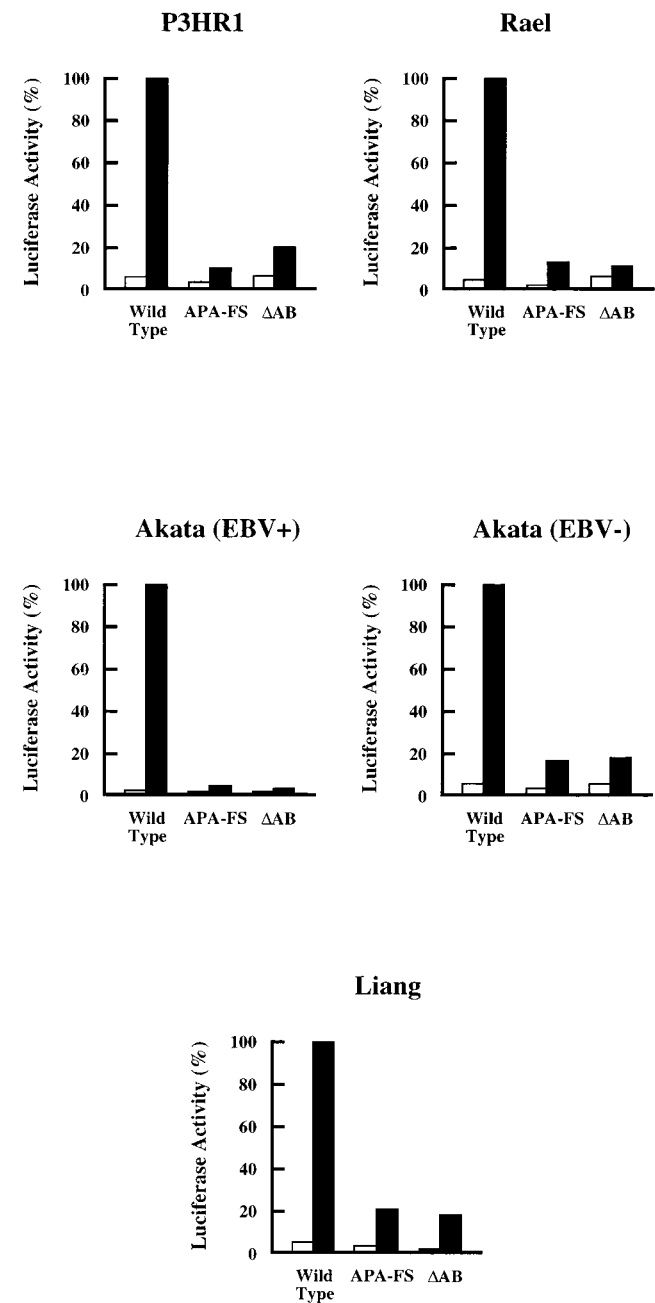 P3HR1
Luciferase Activity (%)
100
80
60
40
20
0
Wild Type
APA-FS
ΔAB
Rael
Luciferase Activity (%)
100
80
60
40
20
0
Wild Type
APA-FS
ΔAB
Akata (EBV+)
Luciferase Activity (%)
100
80
60
40
20
0
Wild Type
APA-FS
ΔAB
Akata (EBV-)
Luciferase Activity (%)
100
80
60
40
20
0
Wild Type
APA-FS
ΔAB
Liang
Luciferase Activity (%)
100
80
60
40
20
0
Wild Type
APA-FS
ΔAB